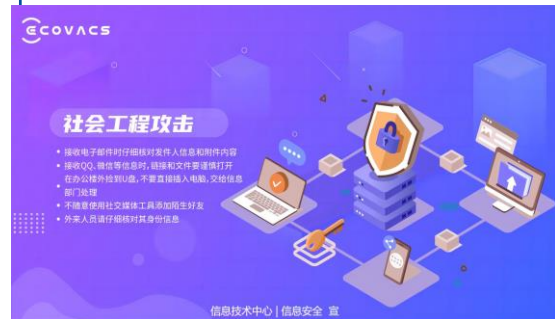 ECOVACS
社会工程攻击
• 接收电子邮件时仔细核对发件人信息和附件内容
• 接收QQ、微信等信息时,链接和文件要谨慎打开
在办公楼外捡到U盘,不要直接插入电脑,交给信息
• 部门处理
• 不随意使用社交媒体工具添加陌生好友
• 外来人员请仔细核对其身份信息
信息技术中心 | 信息安全 宣